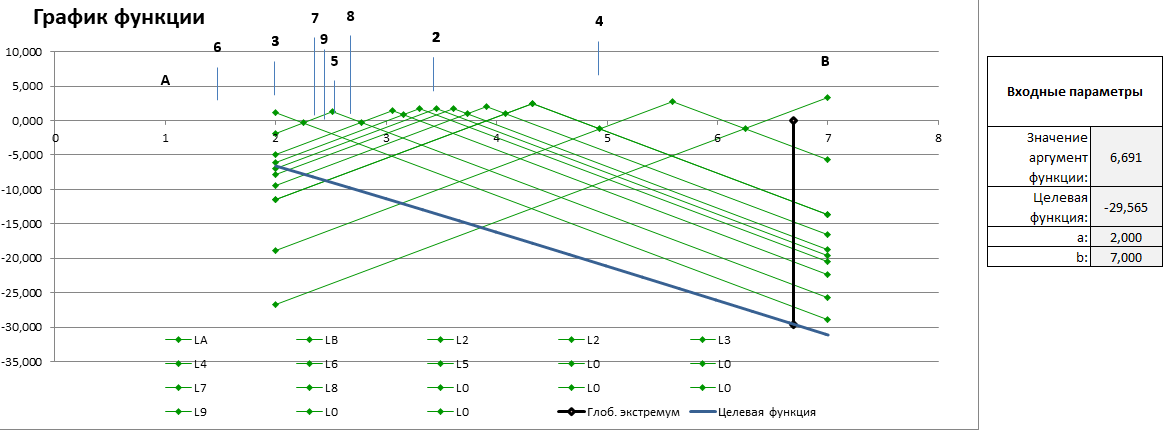 График функции
7 8
3 9 2 4
6 5
A B
10,000
5,000
0,000
0 1 2 3 4 5 6 7 8
-5,000
-10,000
-15,000
-20,000
-25,000
-30,000
-35,000
LA LB L2 L2 L3
L4 L6 L5 L0 L0
L7 L8 L0 L0 L0
L9 L0 L0 Глоб. экстремум Целевая функция
Входные параметры
Значение
аргумент
функции: 6,691
Целевая
функция: -29,565
a: 2,000
b: 7,000